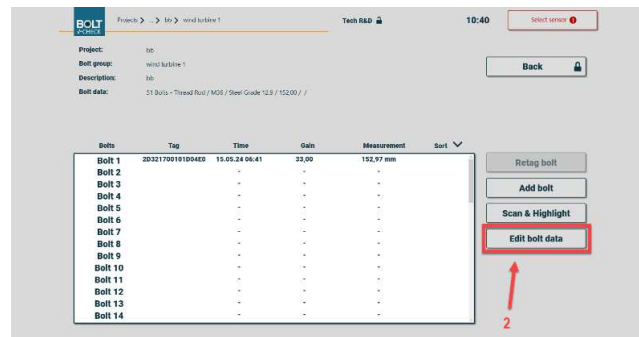 BOLT
CHECK
Projects > ... > bb > wind turbine 1
Tech R&D
10:40
Select sensor
Project: bb
Bolt group: wind turbine 1
Description: bb
Bolt data: 51 Bolts - Thread Rod / M36 / Steel Grade 12.9 / 152,00 / /
Back
Bolts Tag Time Gain Measurement Sort
Bolt 1 2D321700101D04E0 15.05.24 06:41 33,00 152,97 mm
Bolt 2 - - -
Bolt 3 - - -
Bolt 4 - - -
Bolt 5 - - -
Bolt 6 - - -
Bolt 7 - - -
Bolt 8 - - -
Bolt 9 - - -
Bolt 10 - - -
Bolt 11 - - -
Bolt 12 - - -
Bolt 13 - - -
Bolt 14 - - -
Retag bolt
Add bolt
Scan & Highlight
Edit bolt data
2